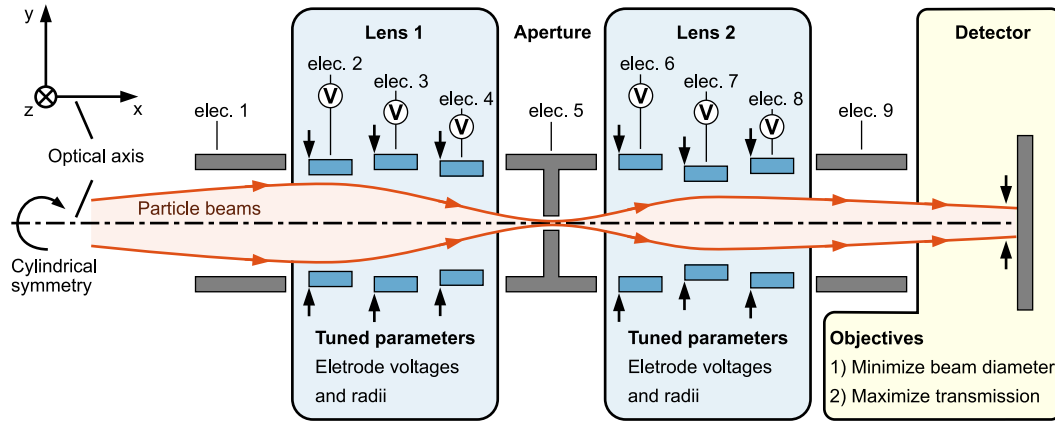 y
z
x
Optical axis
Cylindrical
symmetry
Particle beams
elec. 1
Lens 1
elec. 2
V
elec. 3
V
elec. 4
V
Tuned parameters
Eletrode voltages
and radii
Aperture
elec. 5
Lens 2
elec. 6
V
elec. 7
V
elec. 8
V
Tuned parameters
Eletrode voltages
and radii
elec. 9
Detector
Objectives
1) Minimize beam diameter
2) Maximize transmission